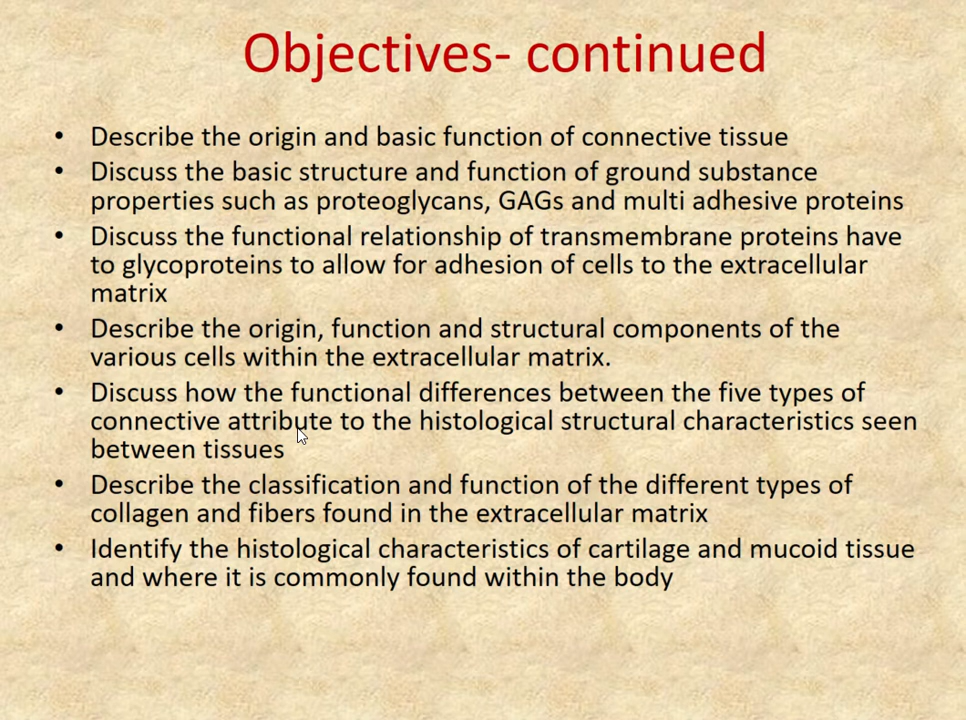 Objectives- continued
• Describe the origin and basic function of connective tissue
• Discuss the basic structure and function of ground substance
properties such as proteoglycans, GAGs and multi adhesive proteins
• Discuss the functional relationship of transmembrane proteins have
to glycoproteins to allow for adhesion of cells to the extracellular
matrix
• Describe the origin, function and structural components of the
various cells within the extracellular matrix.
• Discuss how the functional differences between the five types of
connective attribute to the histological structural characteristics seen
between tissues
• Describe the classification and function of the different types of
collagen and fibers found in the extracellular matrix
• Identify the histological characteristics of cartilage and mucoid tissue
and where it is commonly found within the body